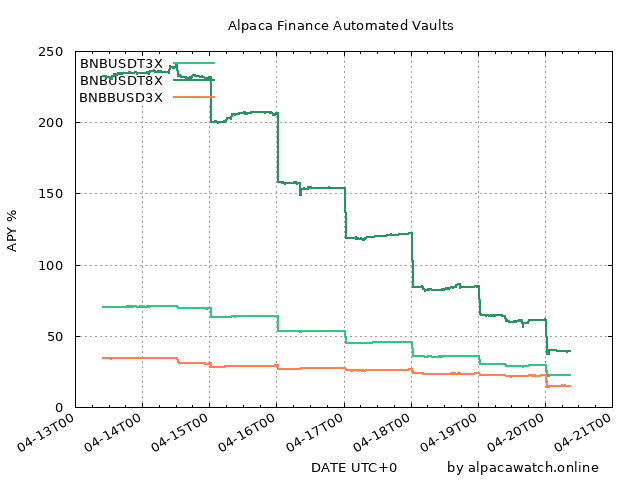 Alpaca Finance Automated Vaults
250
200
150
100
50
0
APY %
BNBUSDT3X
BNBUSDT8X
BNBBUSD3X
04-13T00
04-14T00
04-15T00
04-16T00
04-17T00
04-18T00
04-19T00
04-20T00
04-21T00
DATE UTC+0
by alpacawatch.online